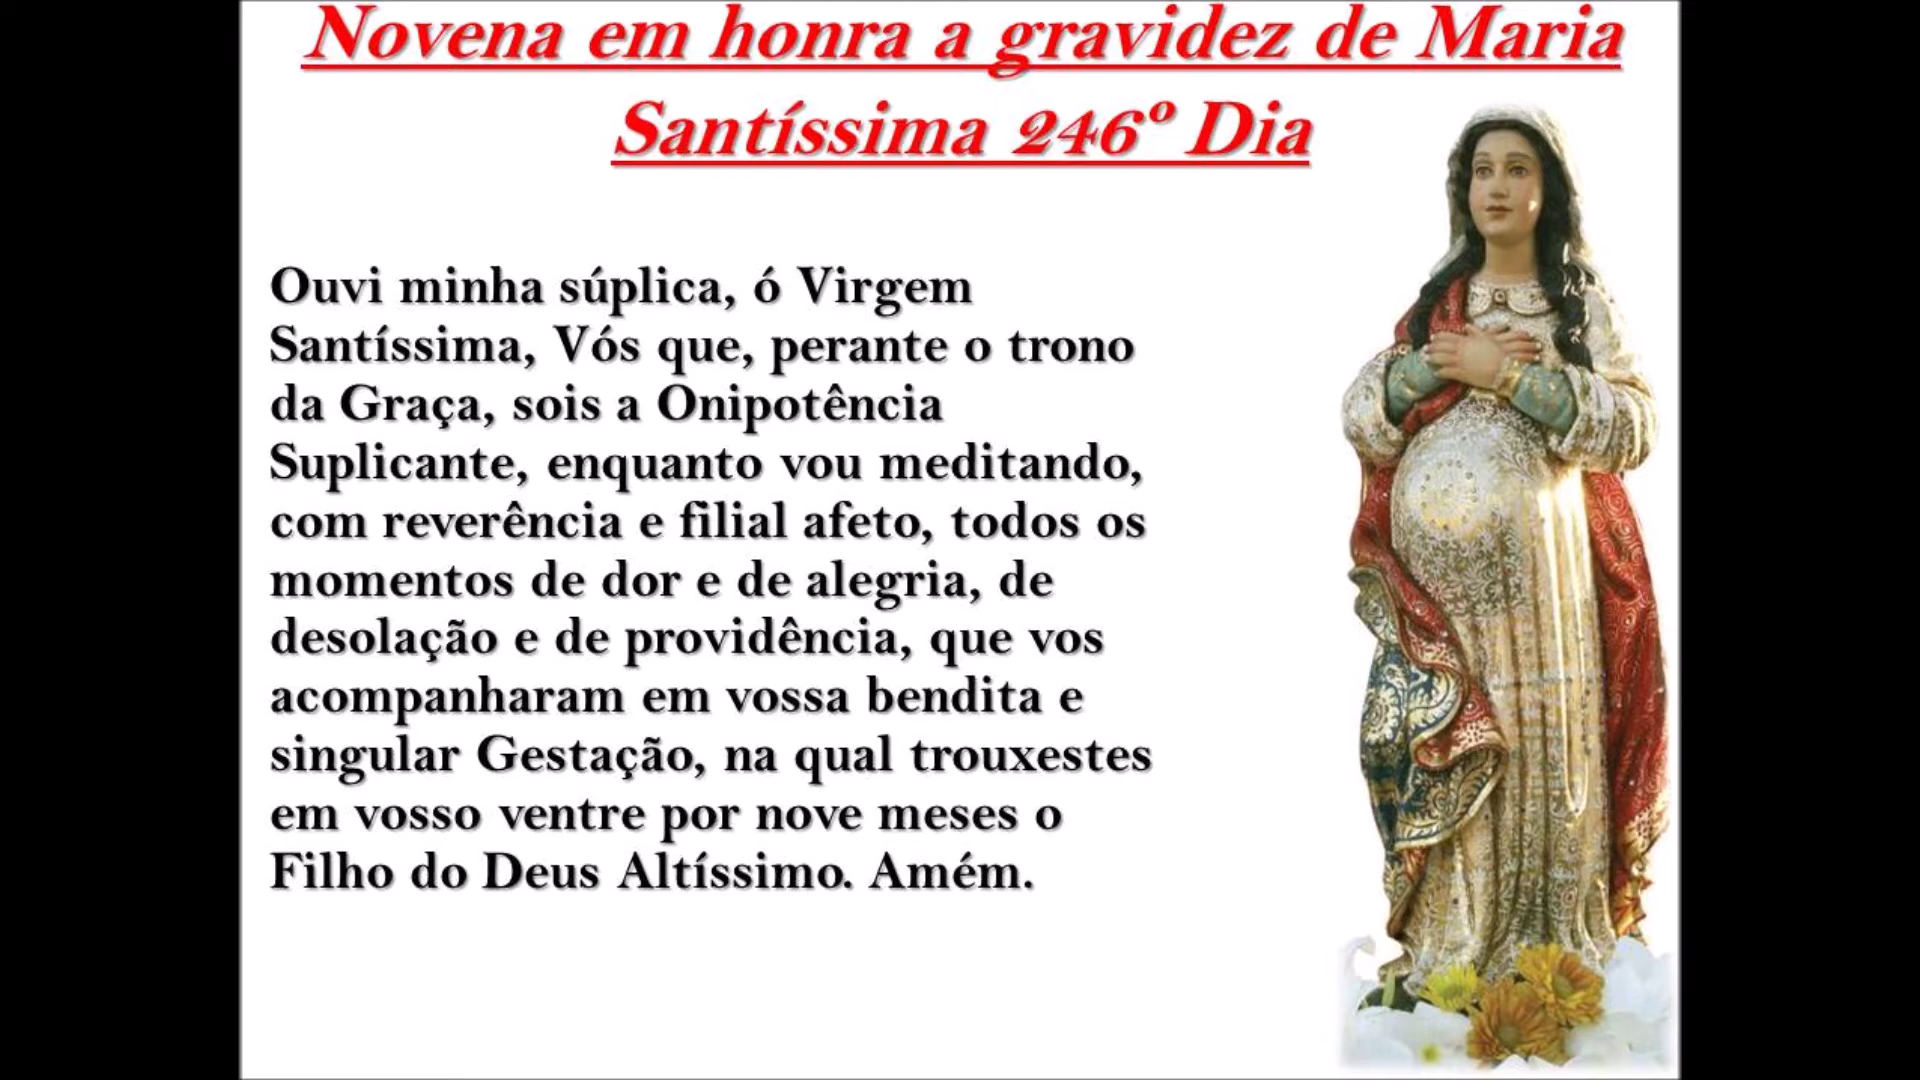 Novena em honra a gravidez de Maria
Santíssima 246º Dia
Ouvi minha súplica, ó Virgem
Santíssima, Vós que, perante o trono
da Graça, sois a Onipotência
Suplicante, enquanto vou meditando,
com reverência e filial afeto, todos os
momentos de dor e de alegria, de
desolação e de providência, que vos
acompanharam em vossa bendita e
singular Gestação, na qual trouxestes
em vosso ventre por nove meses o
Filho do Deus Altíssimo. Amém.